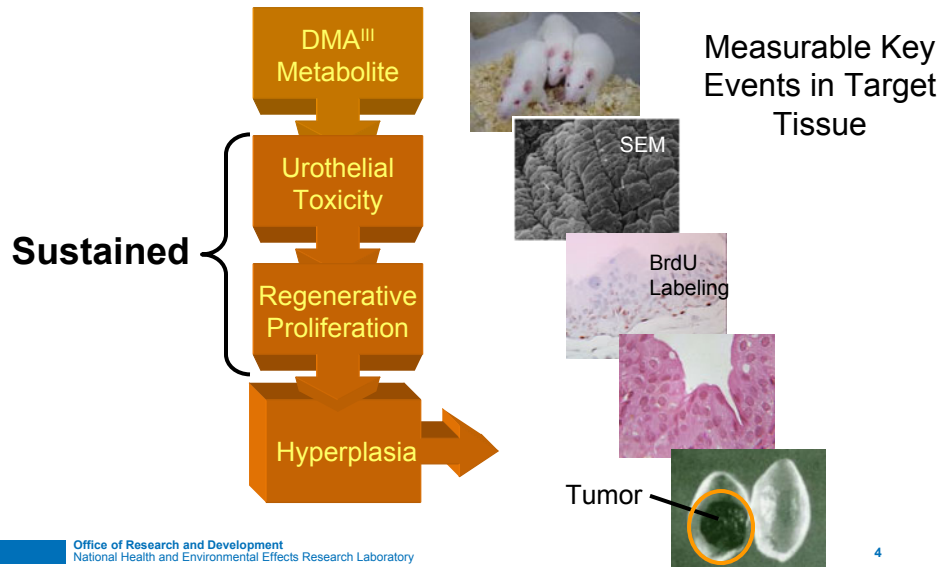 DMAᴵᴵᴵ
Metabolite
Urothelial
Toxicity
Sustained
Regenerative
Proliferation
Hyperplasia
Measurable Key
Events in Target
Tissue
SEM
BrdU
Labeling
Tumor
Office of Research and Development
National Health and Environmental Effects Research Laboratory
4